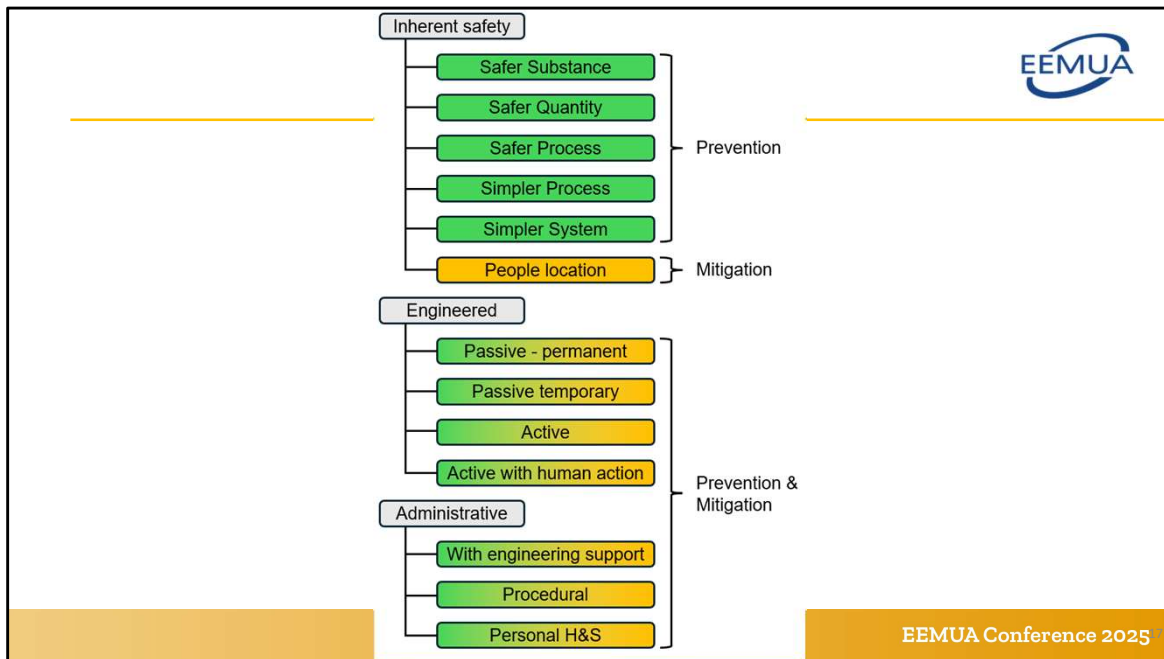 Inherent safety
Safer Substance
Safer Quantity
Safer Process
Simpler Process
Simpler System
Prevention
People location
Mitigation
Engineered
Passive - permanent
Passive temporary
Active
Active with human action
Prevention &
Mitigation
Administrative
With engineering support
Procedural
Personal H&S
EEMUA
EEMUA Conference 2025
17